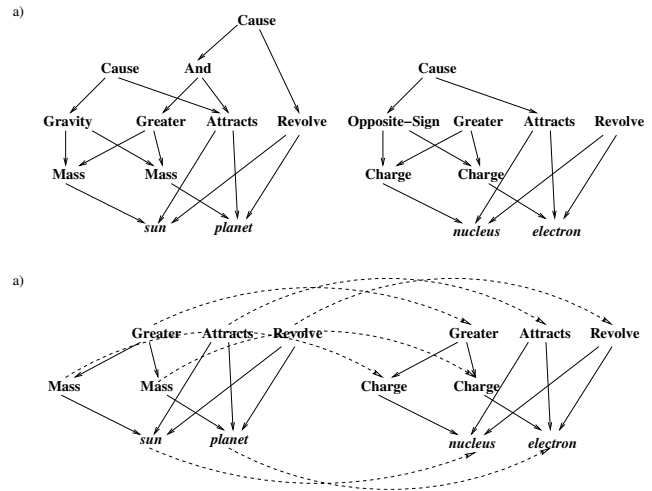 a)
Cause
Cause And Cause
Gravity Greater Attracts Revolve Opposite−Sign Greater Attracts Revolve
Mass Mass Charge Charge
sun planet nucleus electron
a)
Greater Attracts Revolve Greater Attracts Revolve
Mass Mass Charge Charge
sun planet nucleus electron